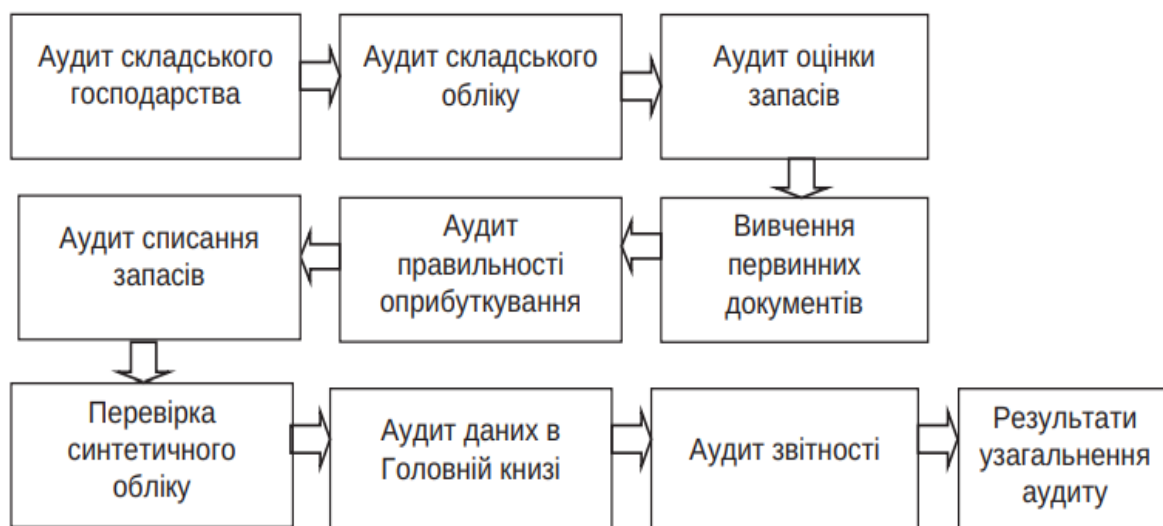 Аудит складського
господарства
Аудит складського
обліку
Аудит оцінки
запасів
Вивчення
первинних
документів
Аудит
правильності
оприбуткування
Аудит списання
запасів
Перевірка
синтетичного
обліку
Аудит даних в
Головній книзі
Аудит звітності
Результати
узагальнення
аудиту